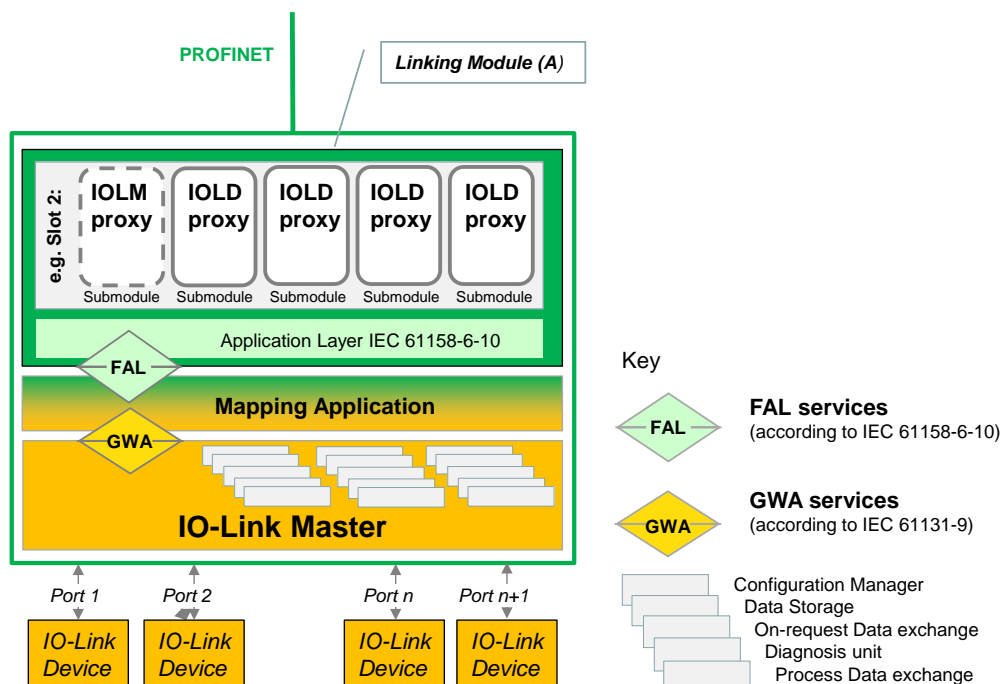 PROFINET
Linking Module (A)
e.g. Slot 2:
IOLM
proxy
IOLD
proxy
IOLD
proxy
IOLD
proxy
IOLD
proxy
Submodule
Submodule
Submodule
Submodule
Submodule
Application Layer IEC 61158-6-10
FAL
Mapping Application
GWA
IO-Link Master
Port 1
Port 2
Port n
Port n+1
IO-Link
Device
IO-Link
Device
IO-Link
Device
IO-Link
Device
Key
FAL
FAL services
(according to IEC 61158-6-10)
GWA
GWA services
(according to IEC 61131-9)
Configuration Manager
Data Storage
On-request Data exchange
Diagnosis unit
Process Data exchange